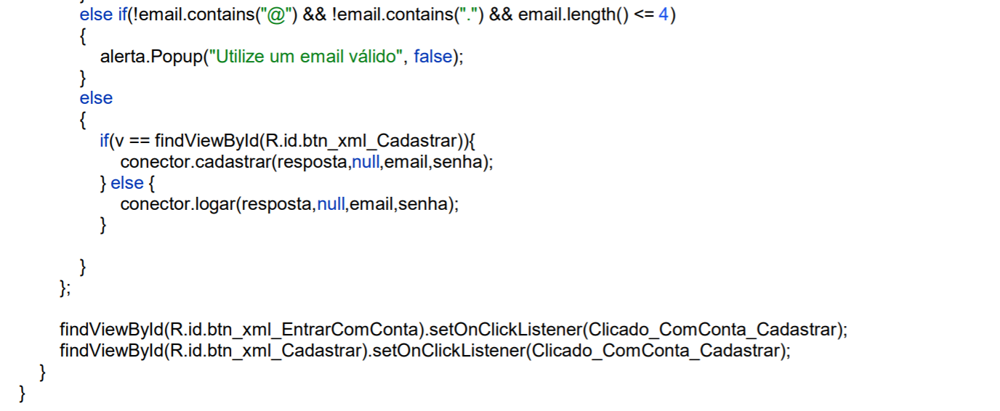 else if(!email.contains("@") && !email.contains(".") && email.length() <= 4)
{
alerta.Popup("Utilize um email válido", false);
}
else
{
if(v == findViewById(R.id.btn_xml_Cadastrar)){
conector.cadastrar(resposta,null,email,senha);
} else {
conector.logar(resposta,null,email,senha);
}
}
};
findViewById(R.id.btn_xml_EntrarComConta).setOnClickListener(Clicado_ComConta_Cadastrar);
findViewById(R.id.btn_xml_Cadastrar).setOnClickListener(Clicado_ComConta_Cadastrar);
}
}